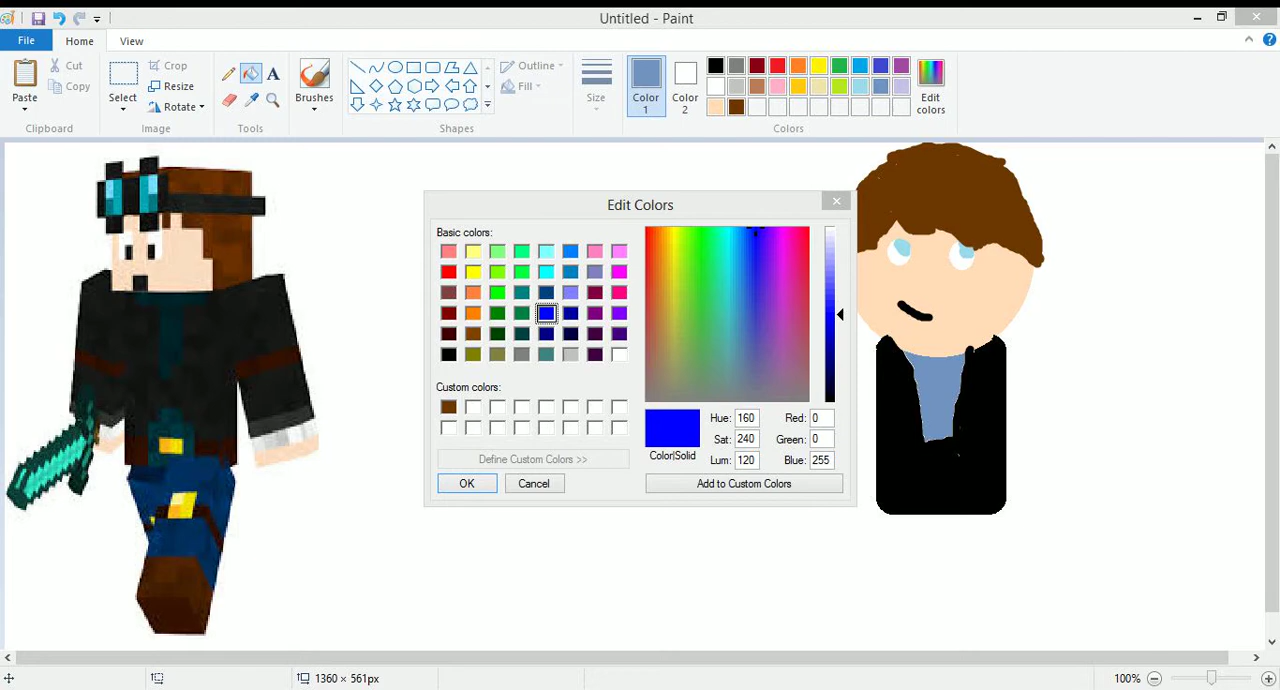 Untitled - Paint
File Home View
Paste
Cut
Copy
Clipboard
Select
Crop
Resize
Rotate
Image
A
Tools
Brushes
Outline
Fill
Shapes
Size
Color 1
Color 2
Edit colors
Colors
Edit Colors
Basic colors:
Custom colors:
Define Custom Colors >>
OK Cancel
Color|Solid
Hue: 160 Red: 0
Sat: 240 Green: 0
Lum: 120 Blue: 255
Add to Custom Colors
1360 × 561px 100%